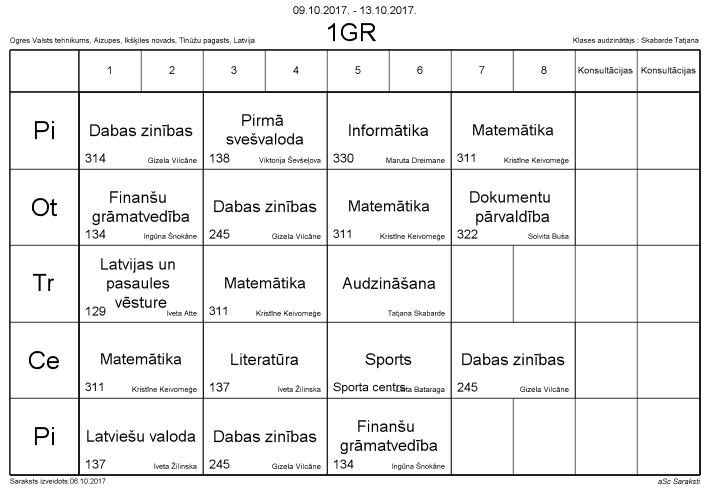 09.10.2017. - 13.10.2017.
1GR
Ogres Valsts tehnikums, Aizupes, Ikšķiles novads, Tīnūžu pagasts, Latvija
Klases audzinātājs : Skabarde Tatjana
1 2 3 4 5 6 7 8 Konsultācijas Konsultācijas
Pi
Dabas zinības
314 Gizela Vilcāne
Pirmā
svešvaloda
138 Viktorija Ševšeļova
Informātika
330 Maruta Dreimane
Matemātika
311 Kristīne Keivomeģe
Ot
Finanšu
grāmatvedība
134 Ingūna Šnokāne
Dabas zinības
245 Gizela Vilcāne
Matemātika
311 Kristīne Keivomeģe
Dokumentu
pārvaldība
322 Solvita Buša
Tr
Latvijas un
pasaules
vēsture
129 Iveta Atte
Matemātika
311 Kristīne Keivomeģe
Audzināšana
Tatjana Skabarde
Ce
Matemātika
311 Kristīne Keivomeģe
Literatūra
137 Iveta Žilinska
Sports
Sporta centrs Bataraga
Dabas zinības
245 Gizela Vilcāne
Pi
Latviešu valoda
137 Iveta Žilinska
Dabas zinības
245 Gizela Vilcāne
Finanšu
grāmatvedība
134 Ingūna Šnokāne
Saraksts izveidots:06.10.2017
aSc Saraksti